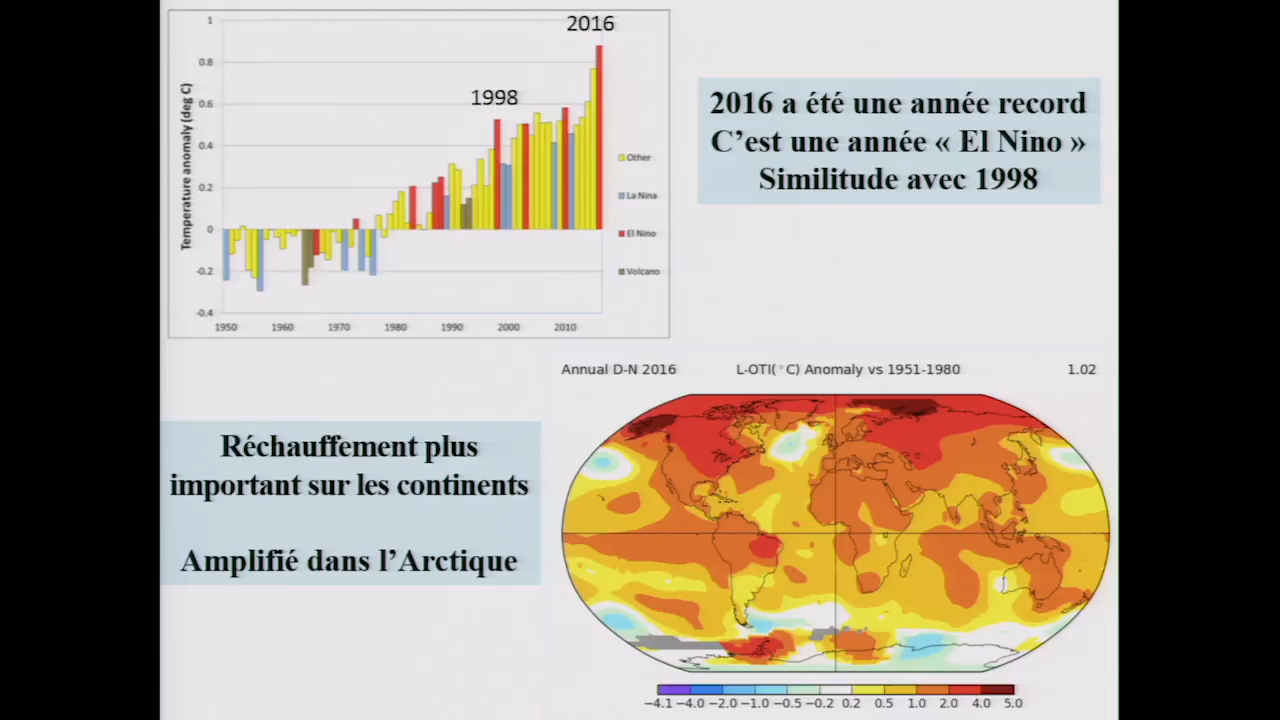 2016
1998
1
0.8
0.6
0.4
0.2
0
-0.2
-0.4
Temperature anomaly (deg C)
1950 1960 1970 1980 1990 2000 2010
Other
La Nina
El Nino
Volcano
2016 a été une année record
C’est une année « El Nino »
Similitude avec 1998
Annual D-N 2016 L-OTI(°C) Anomaly vs 1951-1980 1.02
Réchauffement plus
important sur les continents
Amplifié dans l’Arctique
−4.1 −4.0 −2.0 −1.0 −0.5 −0.2 0.2 0.5 1.0 2.0 4.0 5.0